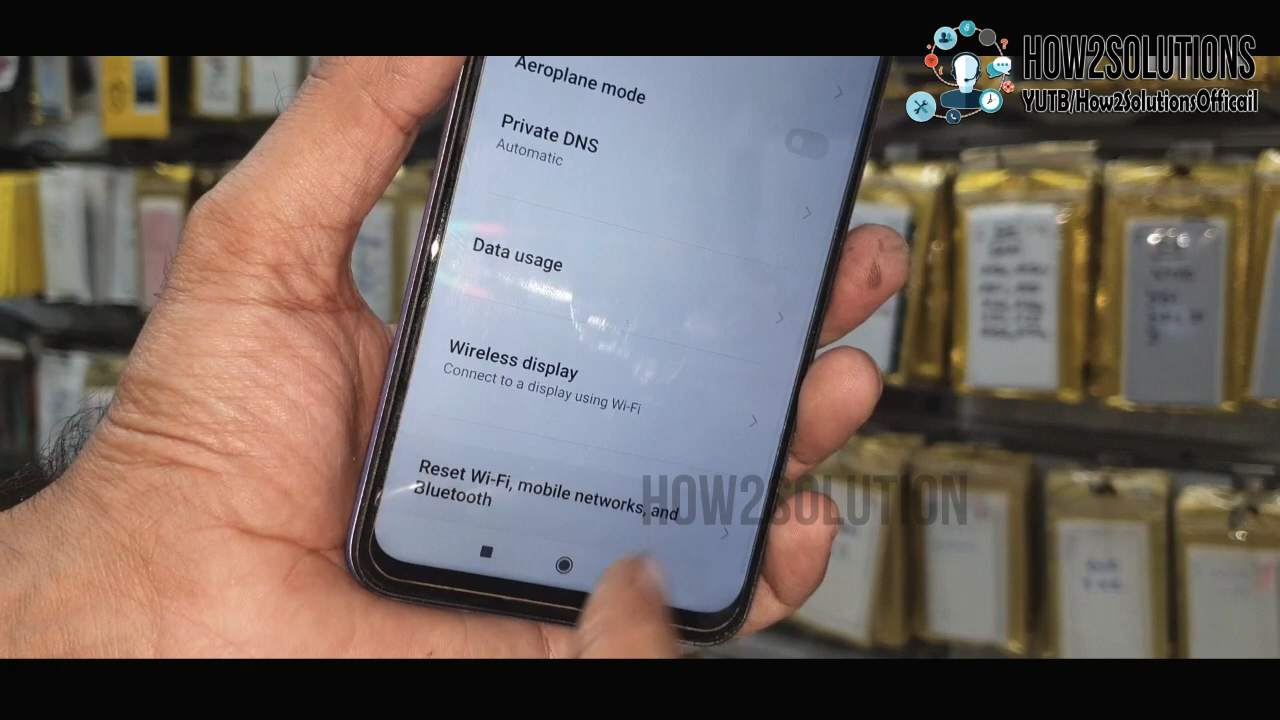 HOW2SOLUTIONS
YUTB/How2SolutionsOfficail
Aeroplane mode
Private DNS
Automatic
Data usage
Wireless display
Connect to a display using Wi-Fi
Reset Wi-Fi, mobile networks, and
Bluetooth
HOW2SOLUTION